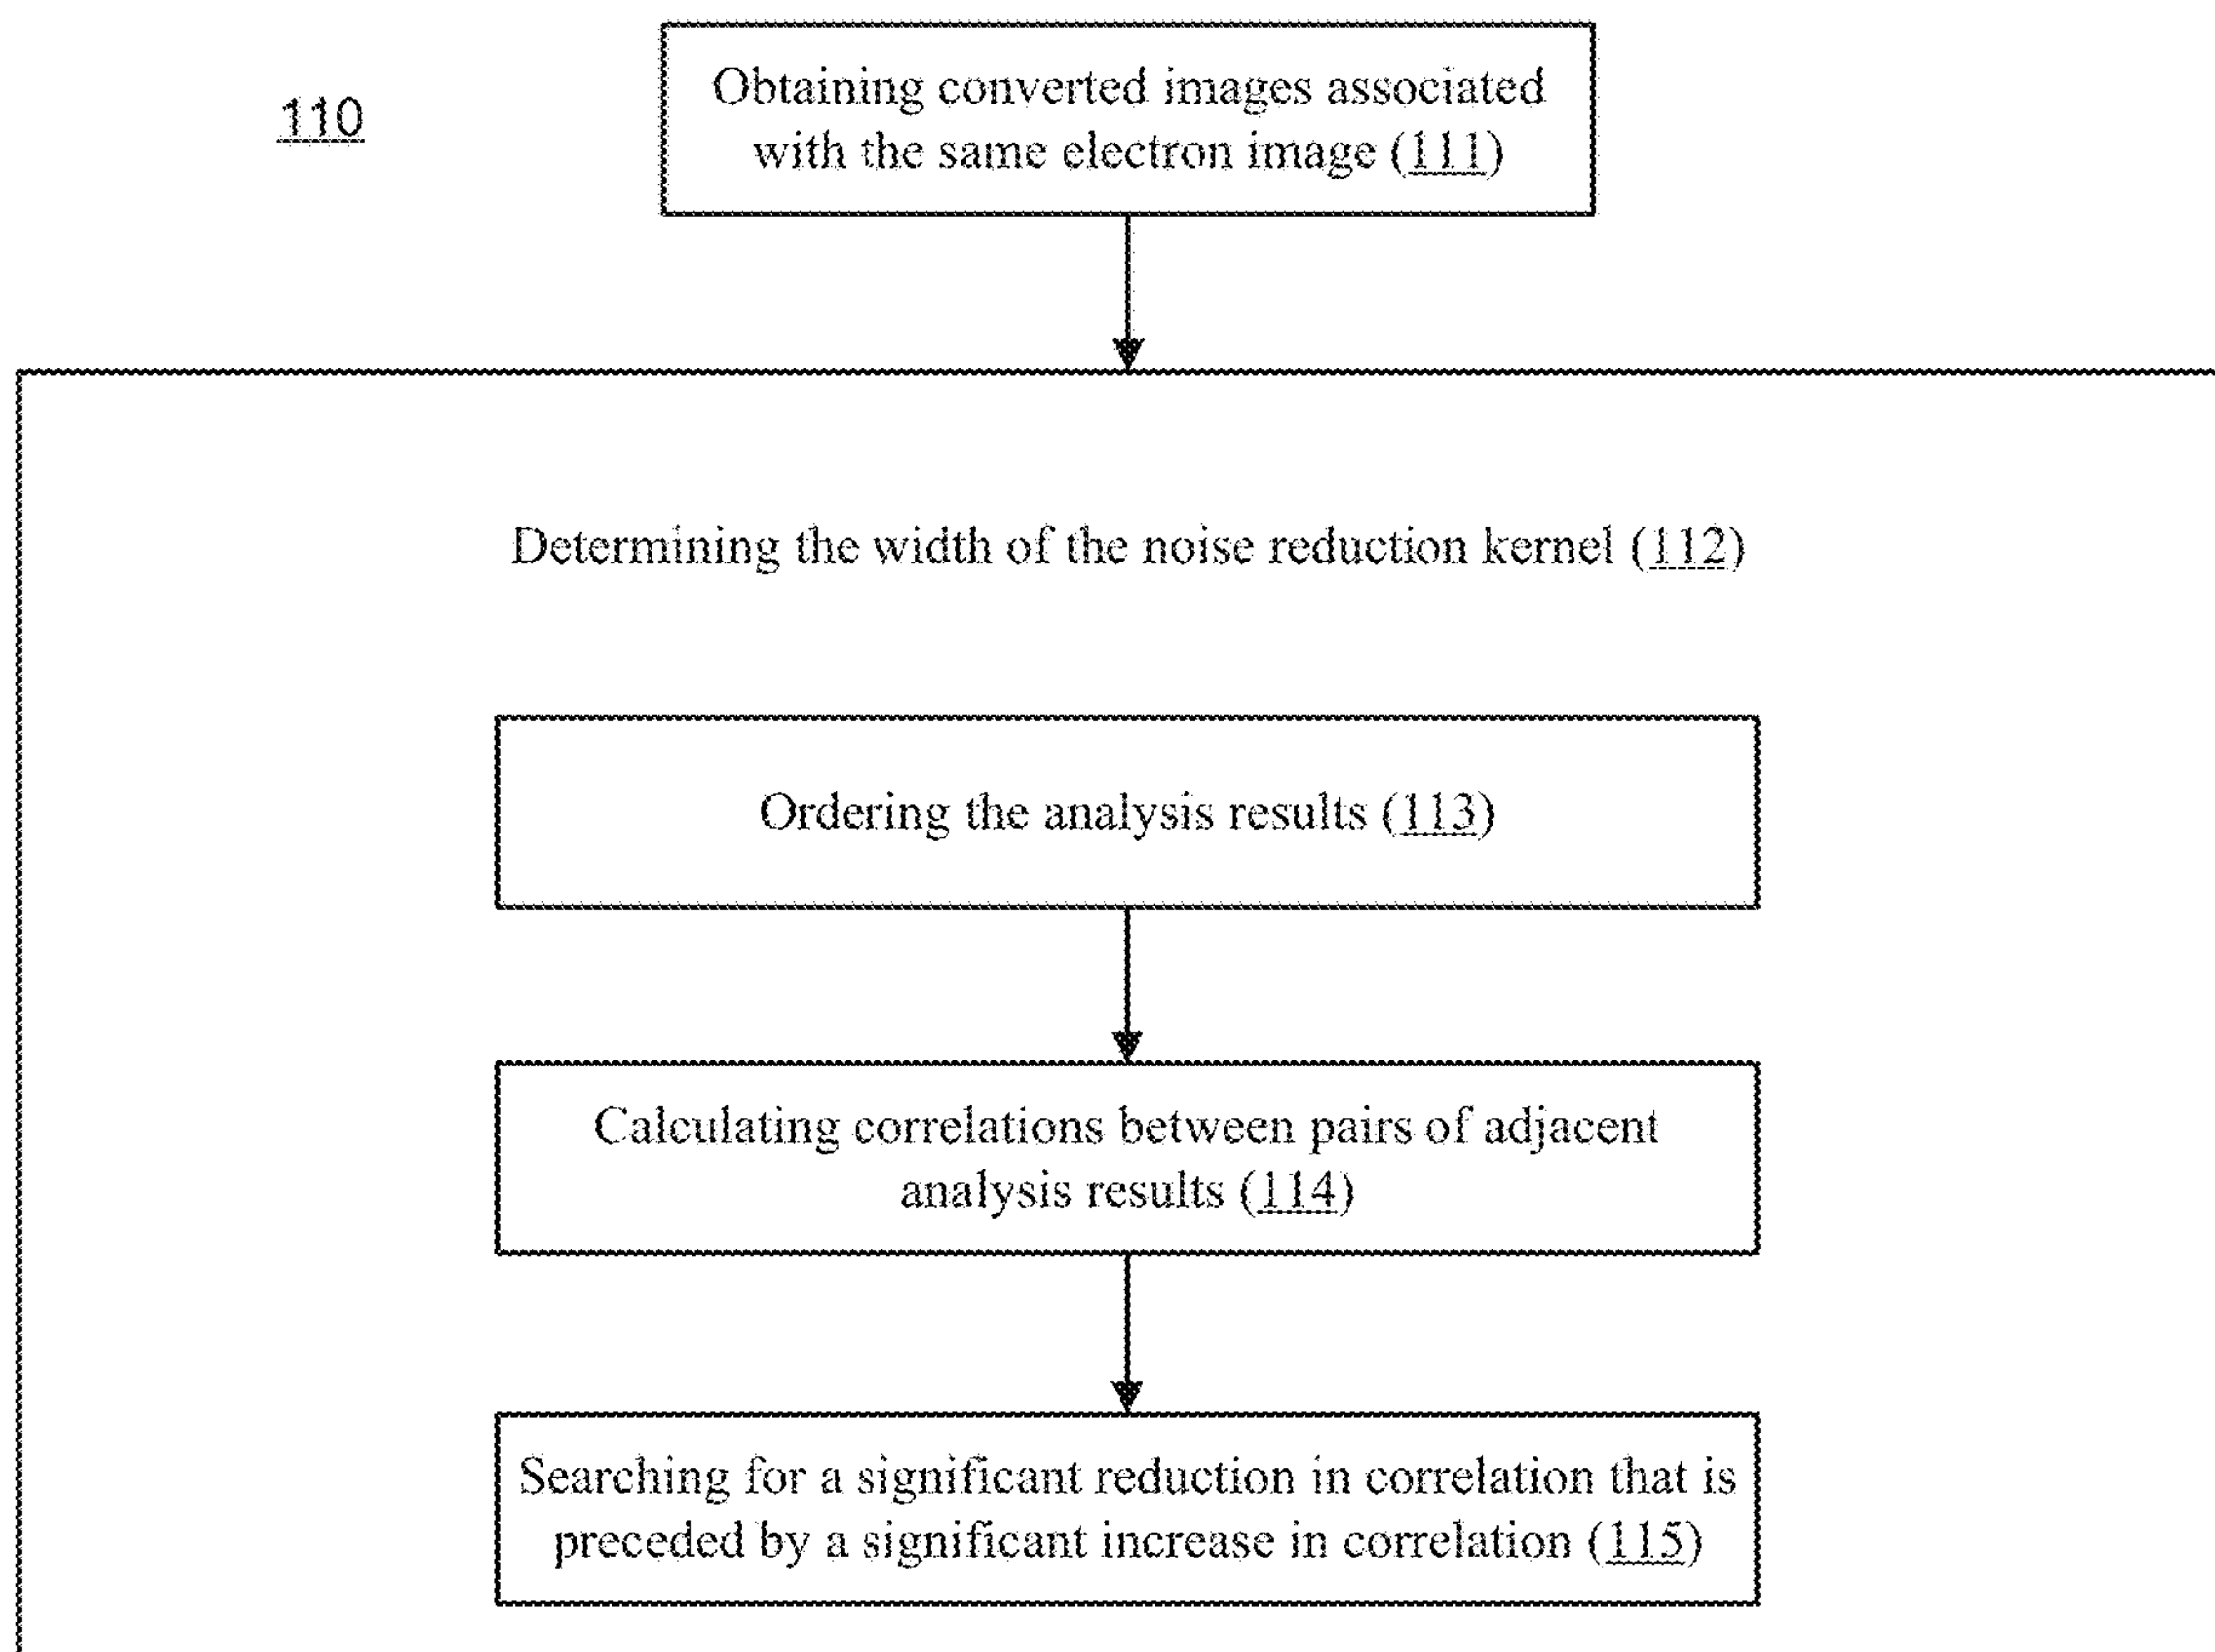 110
Obtaining converted images associated
with the same electron image (111)
Determining the width of the noise reduction kernel (112)
Ordering the analysis results (113)
Calculating correlations between pairs of adjacent
analysis results (114)
Searching for a significant reduction in correlation that is
preceded by a significant increase in correlation (115)